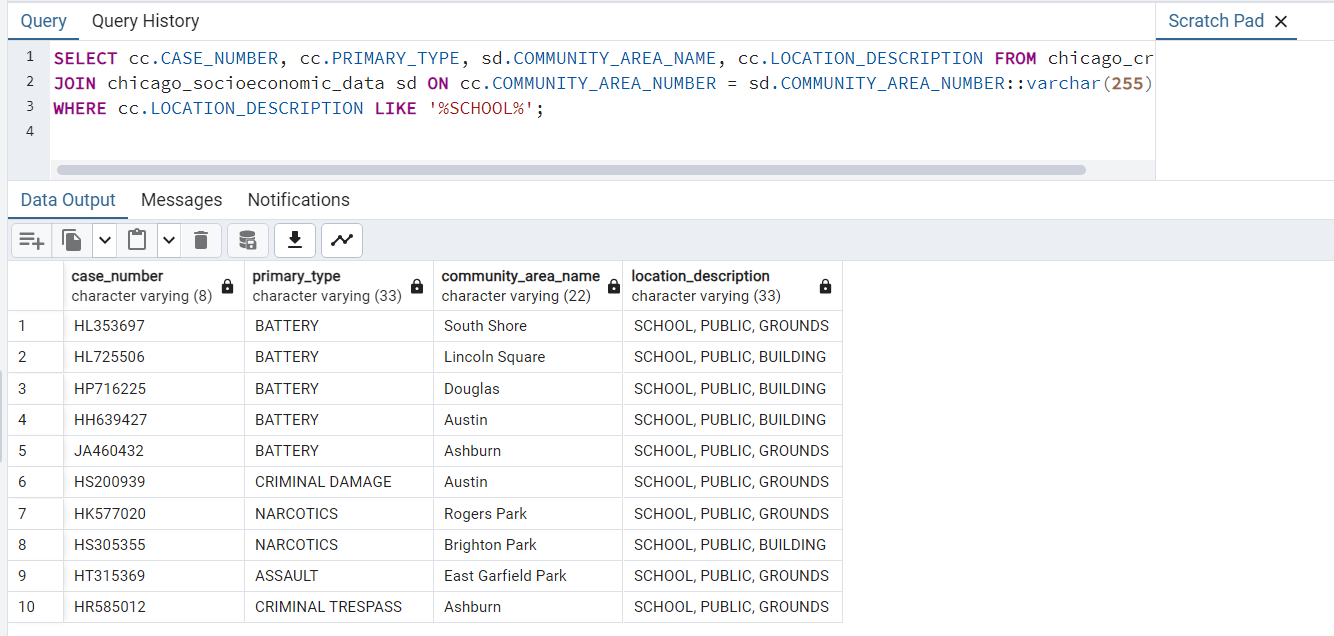 Query Query History Scratch Pad
1 SELECT cc.CASE_NUMBER, cc.PRIMARY_TYPE, sd.COMMUNITY_AREA_NAME, cc.LOCATION_DESCRIPTION FROM chicago_cr
2 JOIN chicago_socioeconomic_data sd ON cc.COMMUNITY_AREA_NUMBER = sd.COMMUNITY_AREA_NUMBER::varchar(255)
3 WHERE cc.LOCATION_DESCRIPTION LIKE '%SCHOOL%';
4
Data Output Messages Notifications
case_number primary_type community_area_name location_description
character varying (8) character varying (33) character varying (22) character varying (33)
1 HL353697 BATTERY South Shore SCHOOL, PUBLIC, GROUNDS
2 HL725506 BATTERY Lincoln Square SCHOOL, PUBLIC, BUILDING
3 HP716225 BATTERY Douglas SCHOOL, PUBLIC, BUILDING
4 HH639427 BATTERY Austin SCHOOL, PUBLIC, BUILDING
5 JA460432 BATTERY Ashburn SCHOOL, PUBLIC, GROUNDS
6 HS200939 CRIMINAL DAMAGE Austin SCHOOL, PUBLIC, GROUNDS
7 HK577020 NARCOTICS Rogers Park SCHOOL, PUBLIC, GROUNDS
8 HS305355 NARCOTICS Brighton Park SCHOOL, PUBLIC, BUILDING
9 HT315369 ASSAULT East Garfield Park SCHOOL, PUBLIC, GROUNDS
10 HR585012 CRIMINAL TRESPASS Ashburn SCHOOL, PUBLIC, GROUNDS